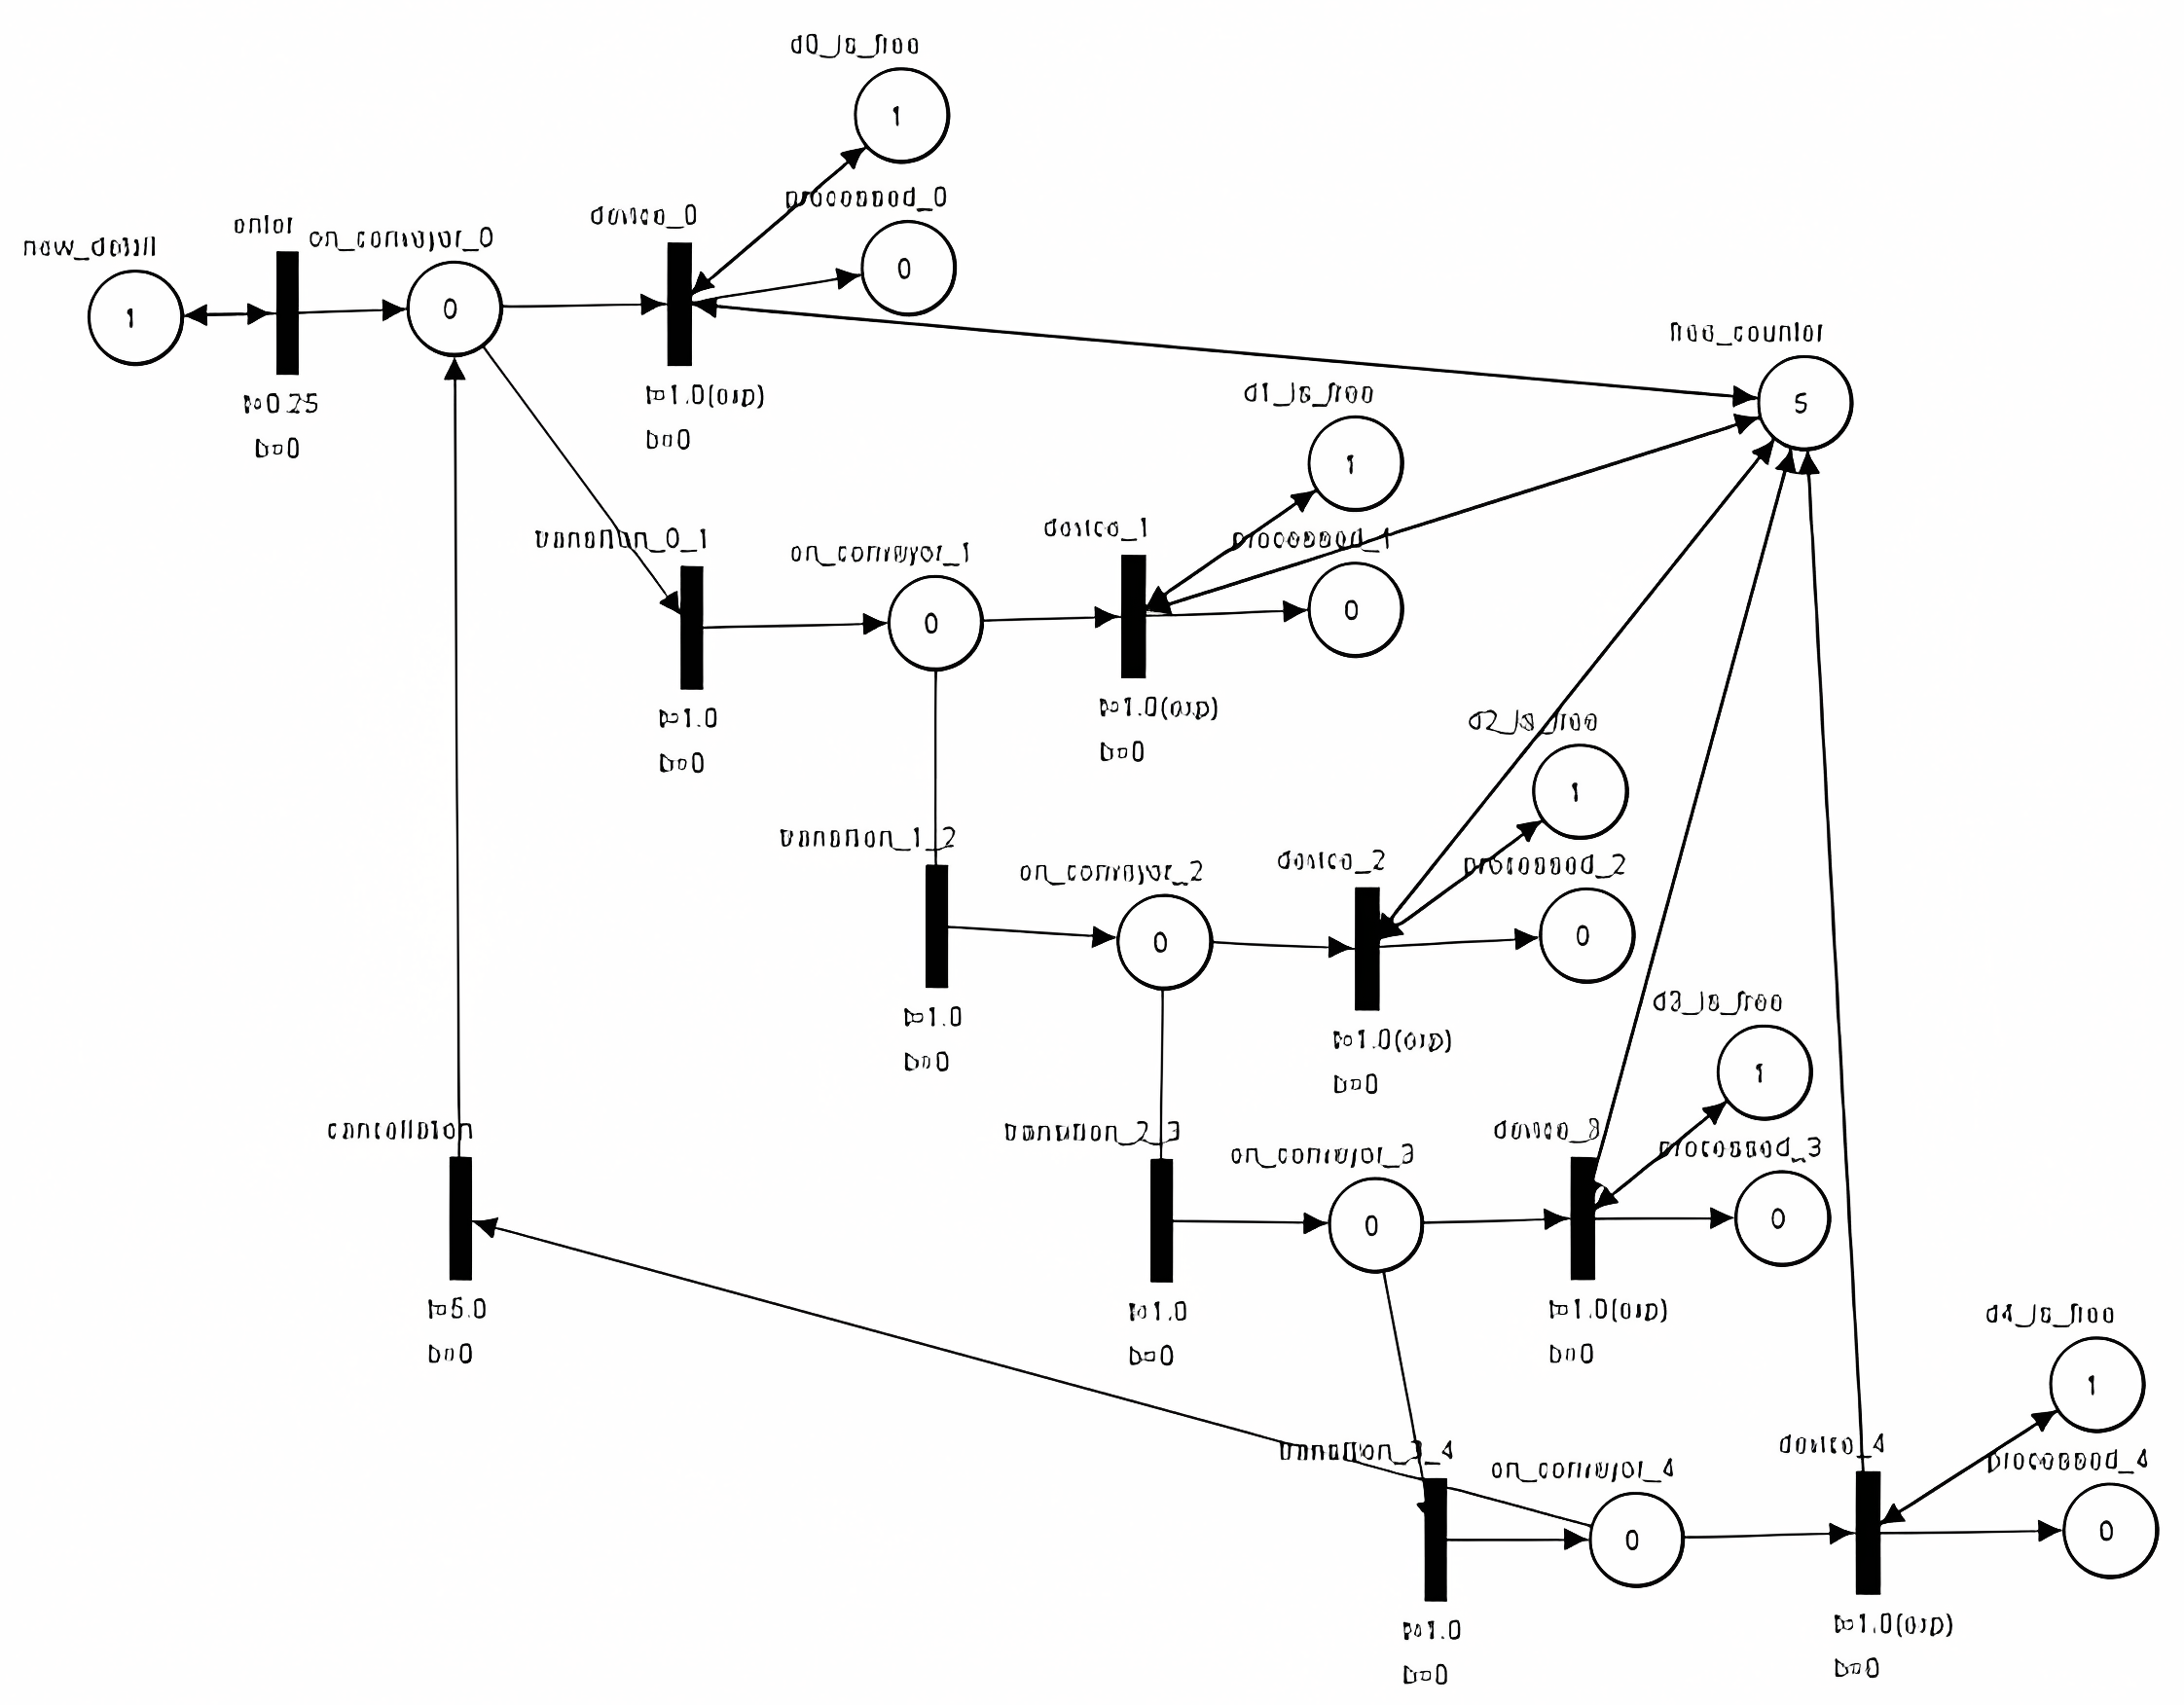 d0_is_free
1
processed_0
0
device_0
t=1.0(exp)
b=0
new_detail
1
enter
t=0.25
b=0
on_conveyor_0
0
free_counter
5
d1_is_free
1
processed_1
0
device_1
t=1.0(exp)
b=0
transition_0_1
t=1.0
b=0
on_conveyor_1
0
d2_is_free
1
processed_2
0
device_2
t=1.0(exp)
b=0
transition_1_2
t=1.0
b=0
on_conveyor_2
0
d3_is_free
1
processed_3
0
device_3
t=1.0(exp)
b=0
transition_2_3
t=1.0
b=0
on_conveyor_3
0
t=5.0
b=0
d4_is_free
1
processed_4
0
device_4
t=1.0(exp)
b=0
transition_3_4
t=1.0
b=0
on_conveyor_4
0